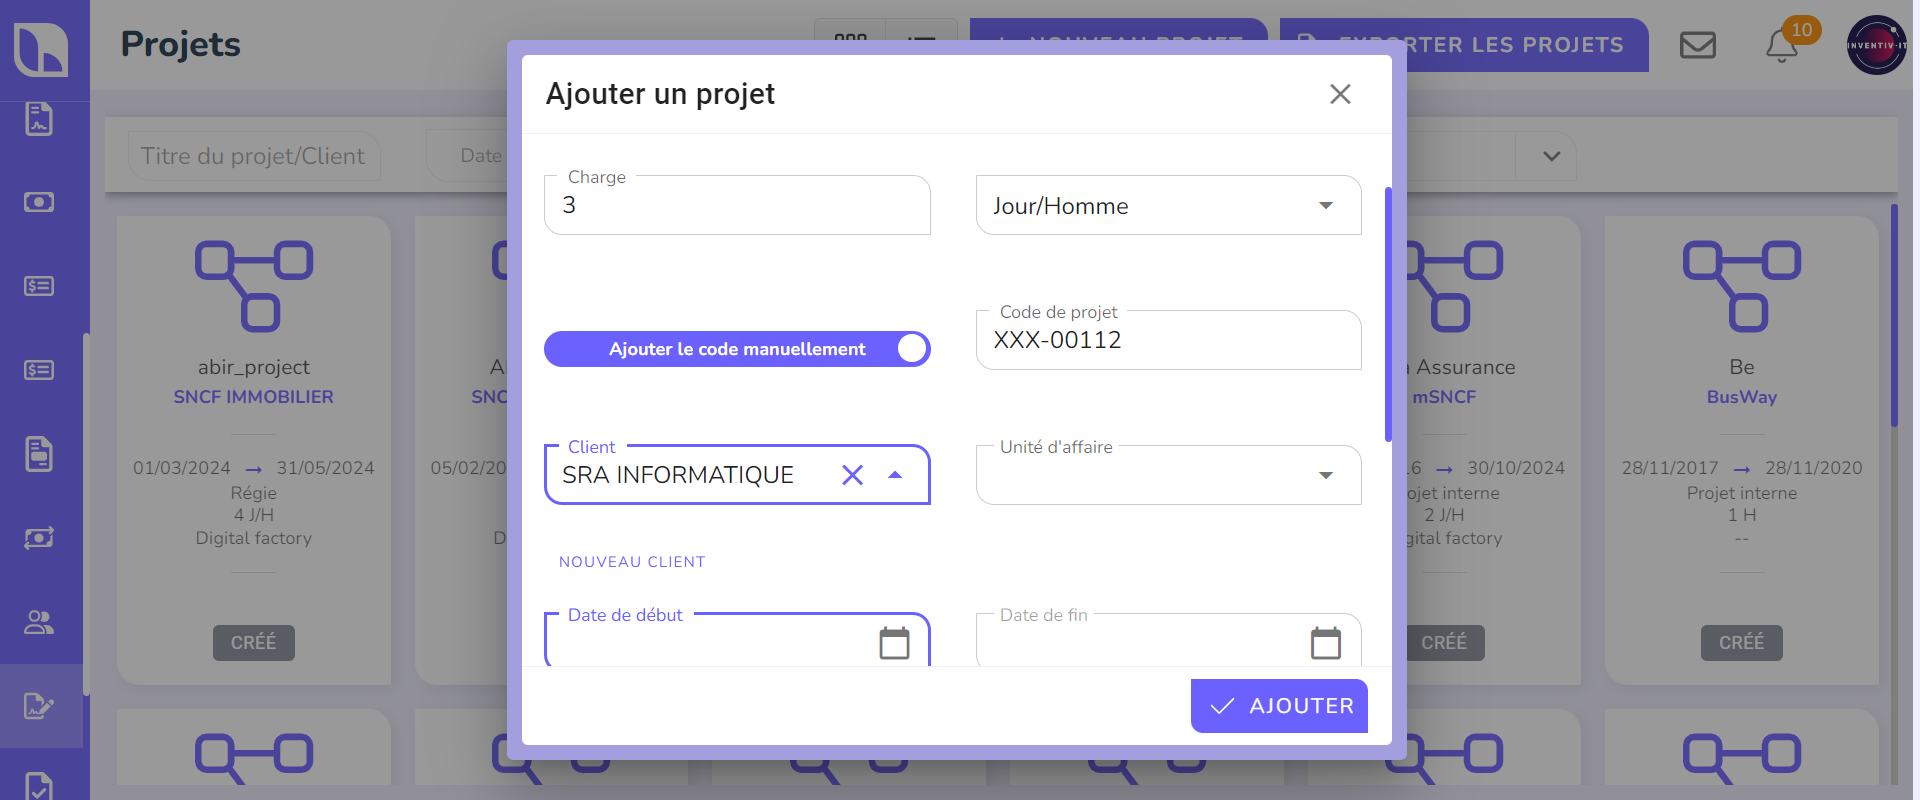 Projets
NOUVEAU PROJET
EXPORTER LES PROJETS
10
INVENTIV-IT
Titre du projet/Client
Date
Ajouter un projet
Charge
3
Jour/Homme
Ajouter le code manuellement
Code de projet
XXX-00112
Client
SRA INFORMATIQUE
Unité d'affaire
NOUVEAU CLIENT
Date de début
Date de fin
AJOUTER
abir_project
SNCF IMMOBILIER
01/03/2024 → 31/05/2024
Régie
4 J/H
Digital factory
CRÉÉ
A
SNC
05/02/20
D
Assurance
mSNCF
16 → 30/10/2024
ojet interne
2 J/H
gital factory
CRÉÉ
Be
BusWay
28/11/2017 → 28/11/2020
Projet interne
1 H
--
CRÉÉ